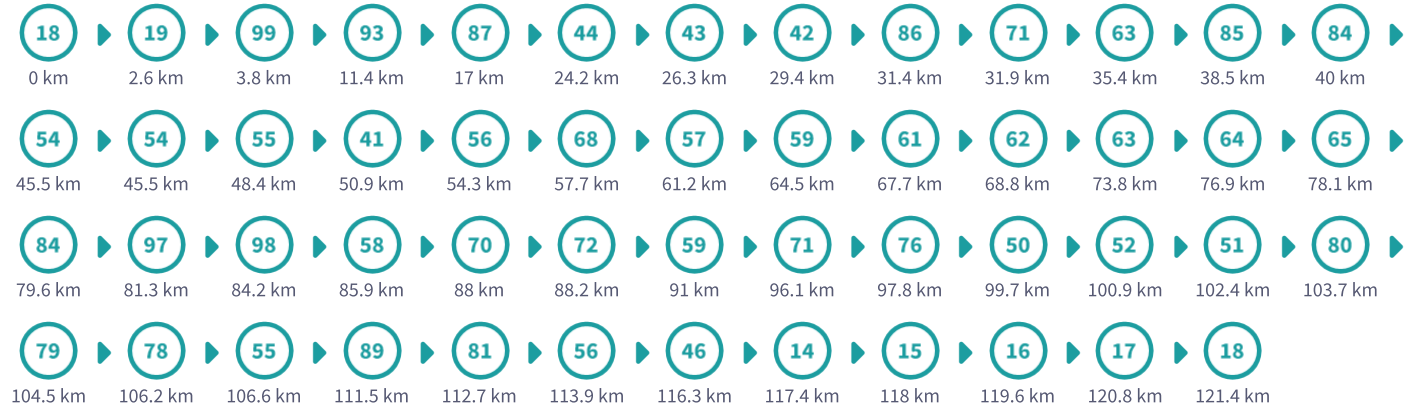 18 19 99 93 87 44 43 42 86 71 63 85 84
0 km 2.6 km 3.8 km 11.4 km 17 km 24.2 km 26.3 km 29.4 km 31.4 km 31.9 km 35.4 km 38.5 km 40 km
54 54 55 41 56 68 57 59 61 62 63 64 65
45.5 km 45.5 km 48.4 km 50.9 km 54.3 km 57.7 km 61.2 km 64.5 km 67.7 km 68.8 km 73.8 km 76.9 km 78.1 km
84 97 98 58 70 72 59 71 76 50 52 51 80
79.6 km 81.3 km 84.2 km 85.9 km 88 km 88.2 km 91 km 96.1 km 97.8 km 99.7 km 100.9 km 102.4 km 103.7 km
79 78 55 89 81 56 46 14 15 16 17 18
104.5 km 106.2 km 106.6 km 111.5 km 112.7 km 113.9 km 116.3 km 117.4 km 118 km 119.6 km 120.8 km 121.4 km